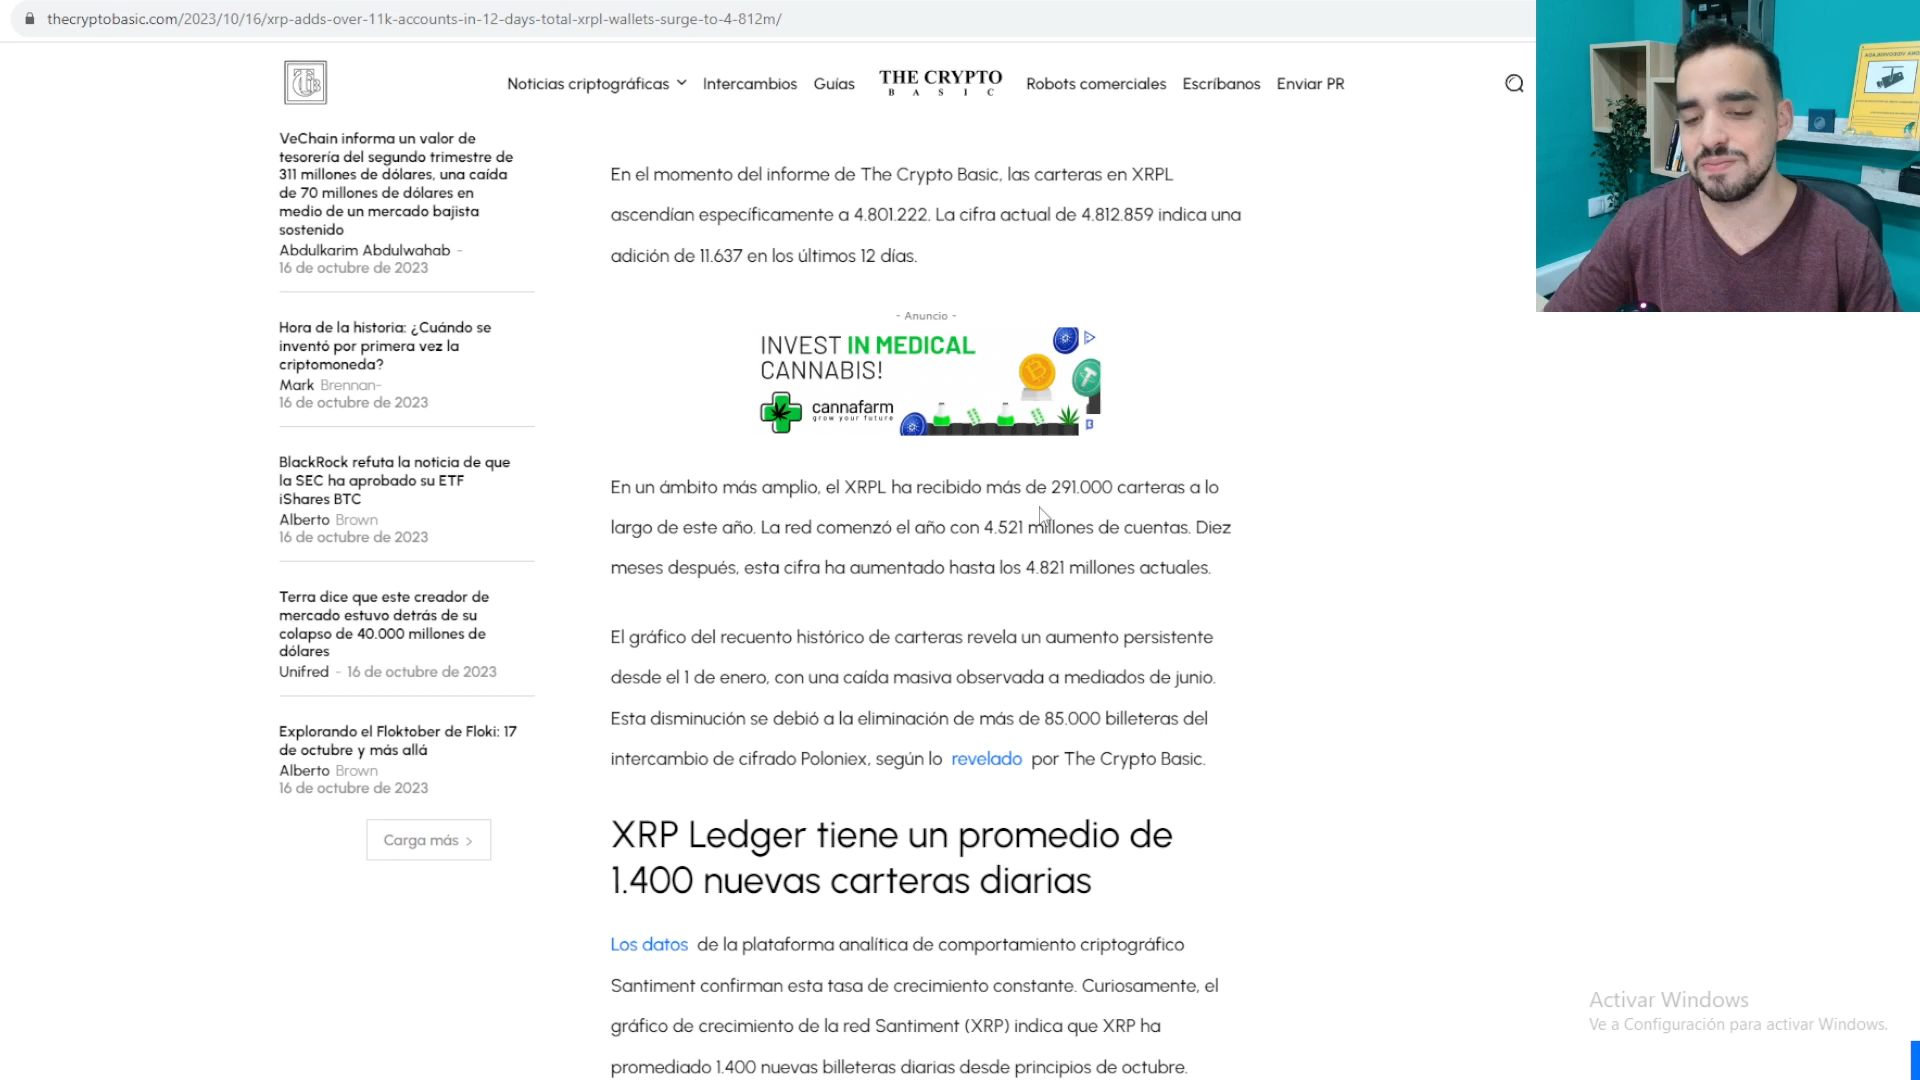 thecryptobasic.com/2023/10/16/xrp-adds-over-11k-accounts-in-12-days-total-xrpl-wallets-surge-to-4-812m/
Noticias criptográficas
Intercambios
Guías
THE CRYPTO
BASIC
Robots comerciales
Escríbanos
Enviar PR
VeChain informa un valor de
tesorería del segundo trimestre de
311 millones de dólares, una caída
de 70 millones de dólares en
medio de un mercado bajista
sostenido
Abdulkarim Abdulwahab -
16 de octubre de 2023
Hora de la historia: ¿Cuándo se
inventó por primera vez la
criptomoneda?
Mark Brennan-
16 de octubre de 2023
BlackRock refuta la noticia de que
la SEC ha aprobado su ETF
iShares BTC
Alberto Brown
16 de octubre de 2023
Terra dice que este creador de
mercado estuvo detrás de su
colapso de 40.000 millones de
dólares
Unifred - 16 de octubre de 2023
Explorando el Floktober de Floki: 17
de octubre y más allá
Alberto Brown
16 de octubre de 2023
Carga más >
En el momento del informe de The Crypto Basic, las carteras en XRPL
ascendían específicamente a 4.801.222. La cifra actual de 4.812.859 indica una
adición de 11.637 en los últimos 12 días.
- Anuncio -
INVEST IN MEDICAL
CANNABIS!
cannafarm
grow your future
En un ámbito más amplio, el XRPL ha recibido más de 291.000 carteras a lo
largo de este año. La red comenzó el año con 4.521 millones de cuentas. Diez
meses después, esta cifra ha aumentado hasta los 4.821 millones actuales.
El gráfico del recuento histórico de carteras revela un aumento persistente
desde el 1 de enero, con una caída masiva observada a mediados de junio.
Esta disminución se debió a la eliminación de más de 85.000 billeteras del
intercambio de cifrado Poloniex, según lo revelado por The Crypto Basic.
XRP Ledger tiene un promedio de
1.400 nuevas carteras diarias
Los datos de la plataforma analítica de comportamiento criptográfico
Santiment confirman esta tasa de crecimiento constante. Curiosamente, el
gráfico de crecimiento de la red Santiment (XRP) indica que XRP ha
promediado 1.400 nuevas billeteras diarias desde principios de octubre.
Activar Windows
Ve a Configuración para activar Windows.